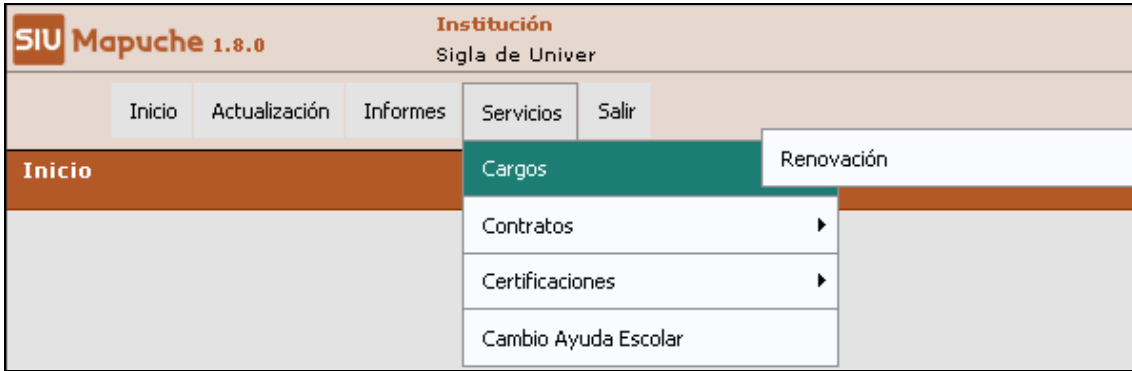 SIU Mapuche 1.8.0
Institución
Sigla de Univer
Inicio Actualización Informes Servicios Salir
Inicio
Cargos
Renovación
Contratos
Certificaciones
Cambio Ayuda Escolar